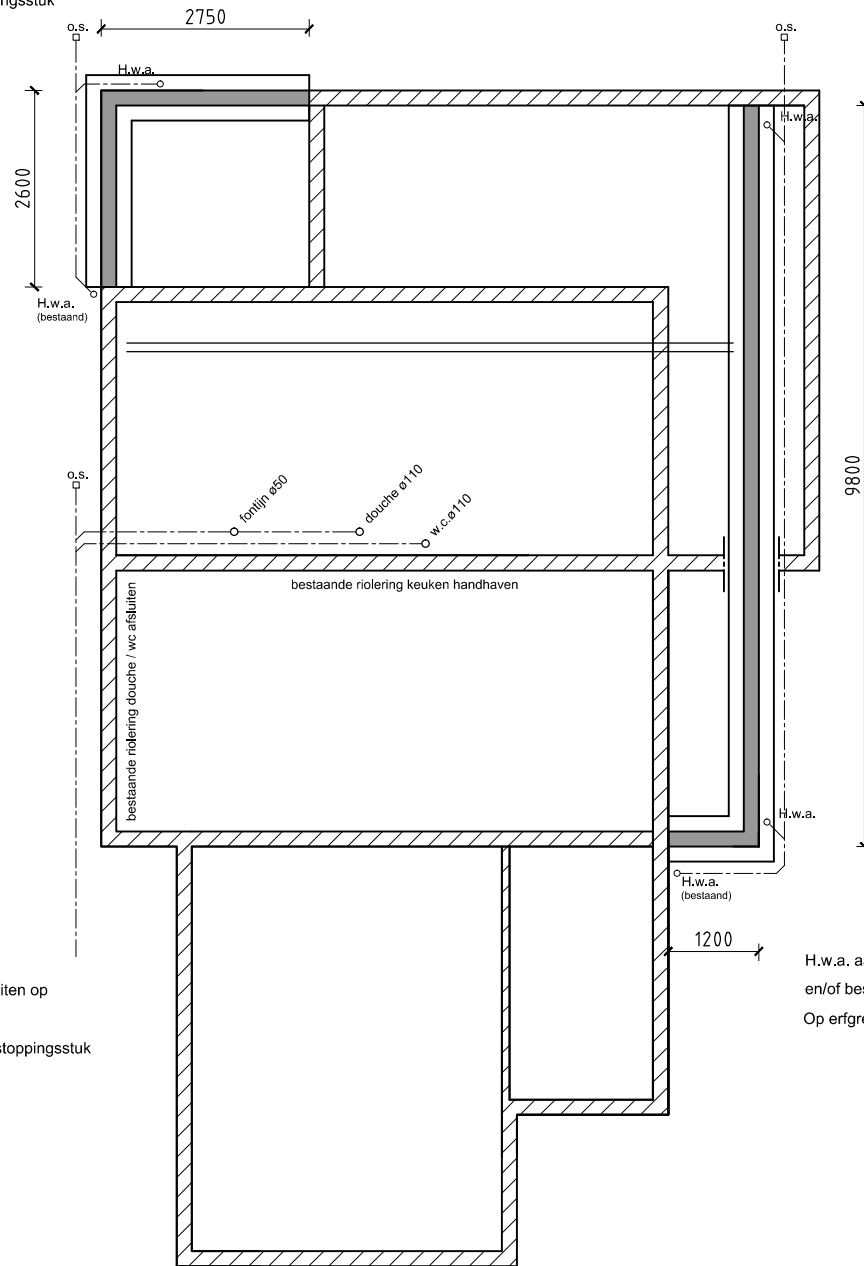 ngsstuk
2750
o.s.
o.s.
H.w.a.
H.w.a.
2600
H.w.a.
(bestaand)
9800
o.s.
fontijn ø50
douche ø110
w.c.ø110
bestaande riolering keuken handhaven
bestaande riolering douche / wc afsluiten
H.w.a.
H.w.a.
(bestaand)
1200
H.w.a. a
en/of bes
Op erfgre
iten op
stoppingsstuk